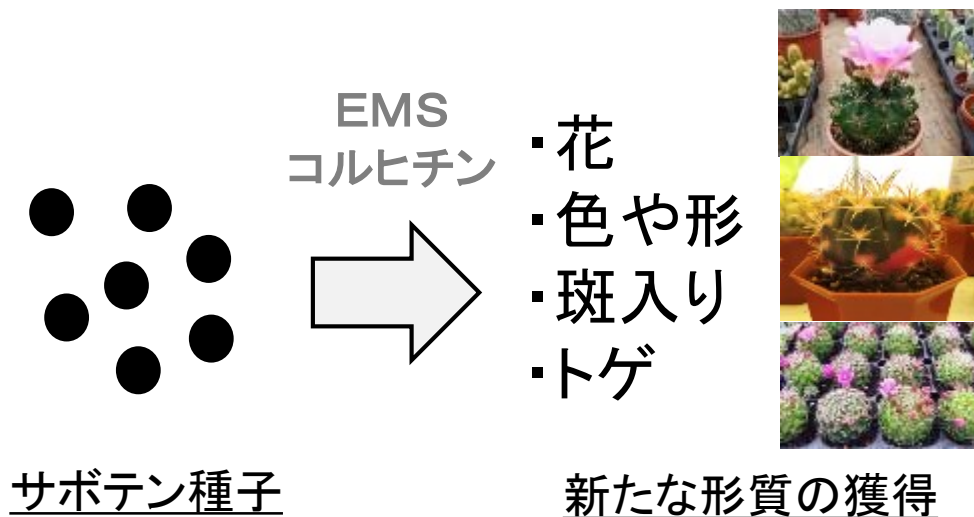 EMS
コルヒチン
・花
・色や形
・斑入り
・トゲ
サボテン種子
新たな形質の獲得